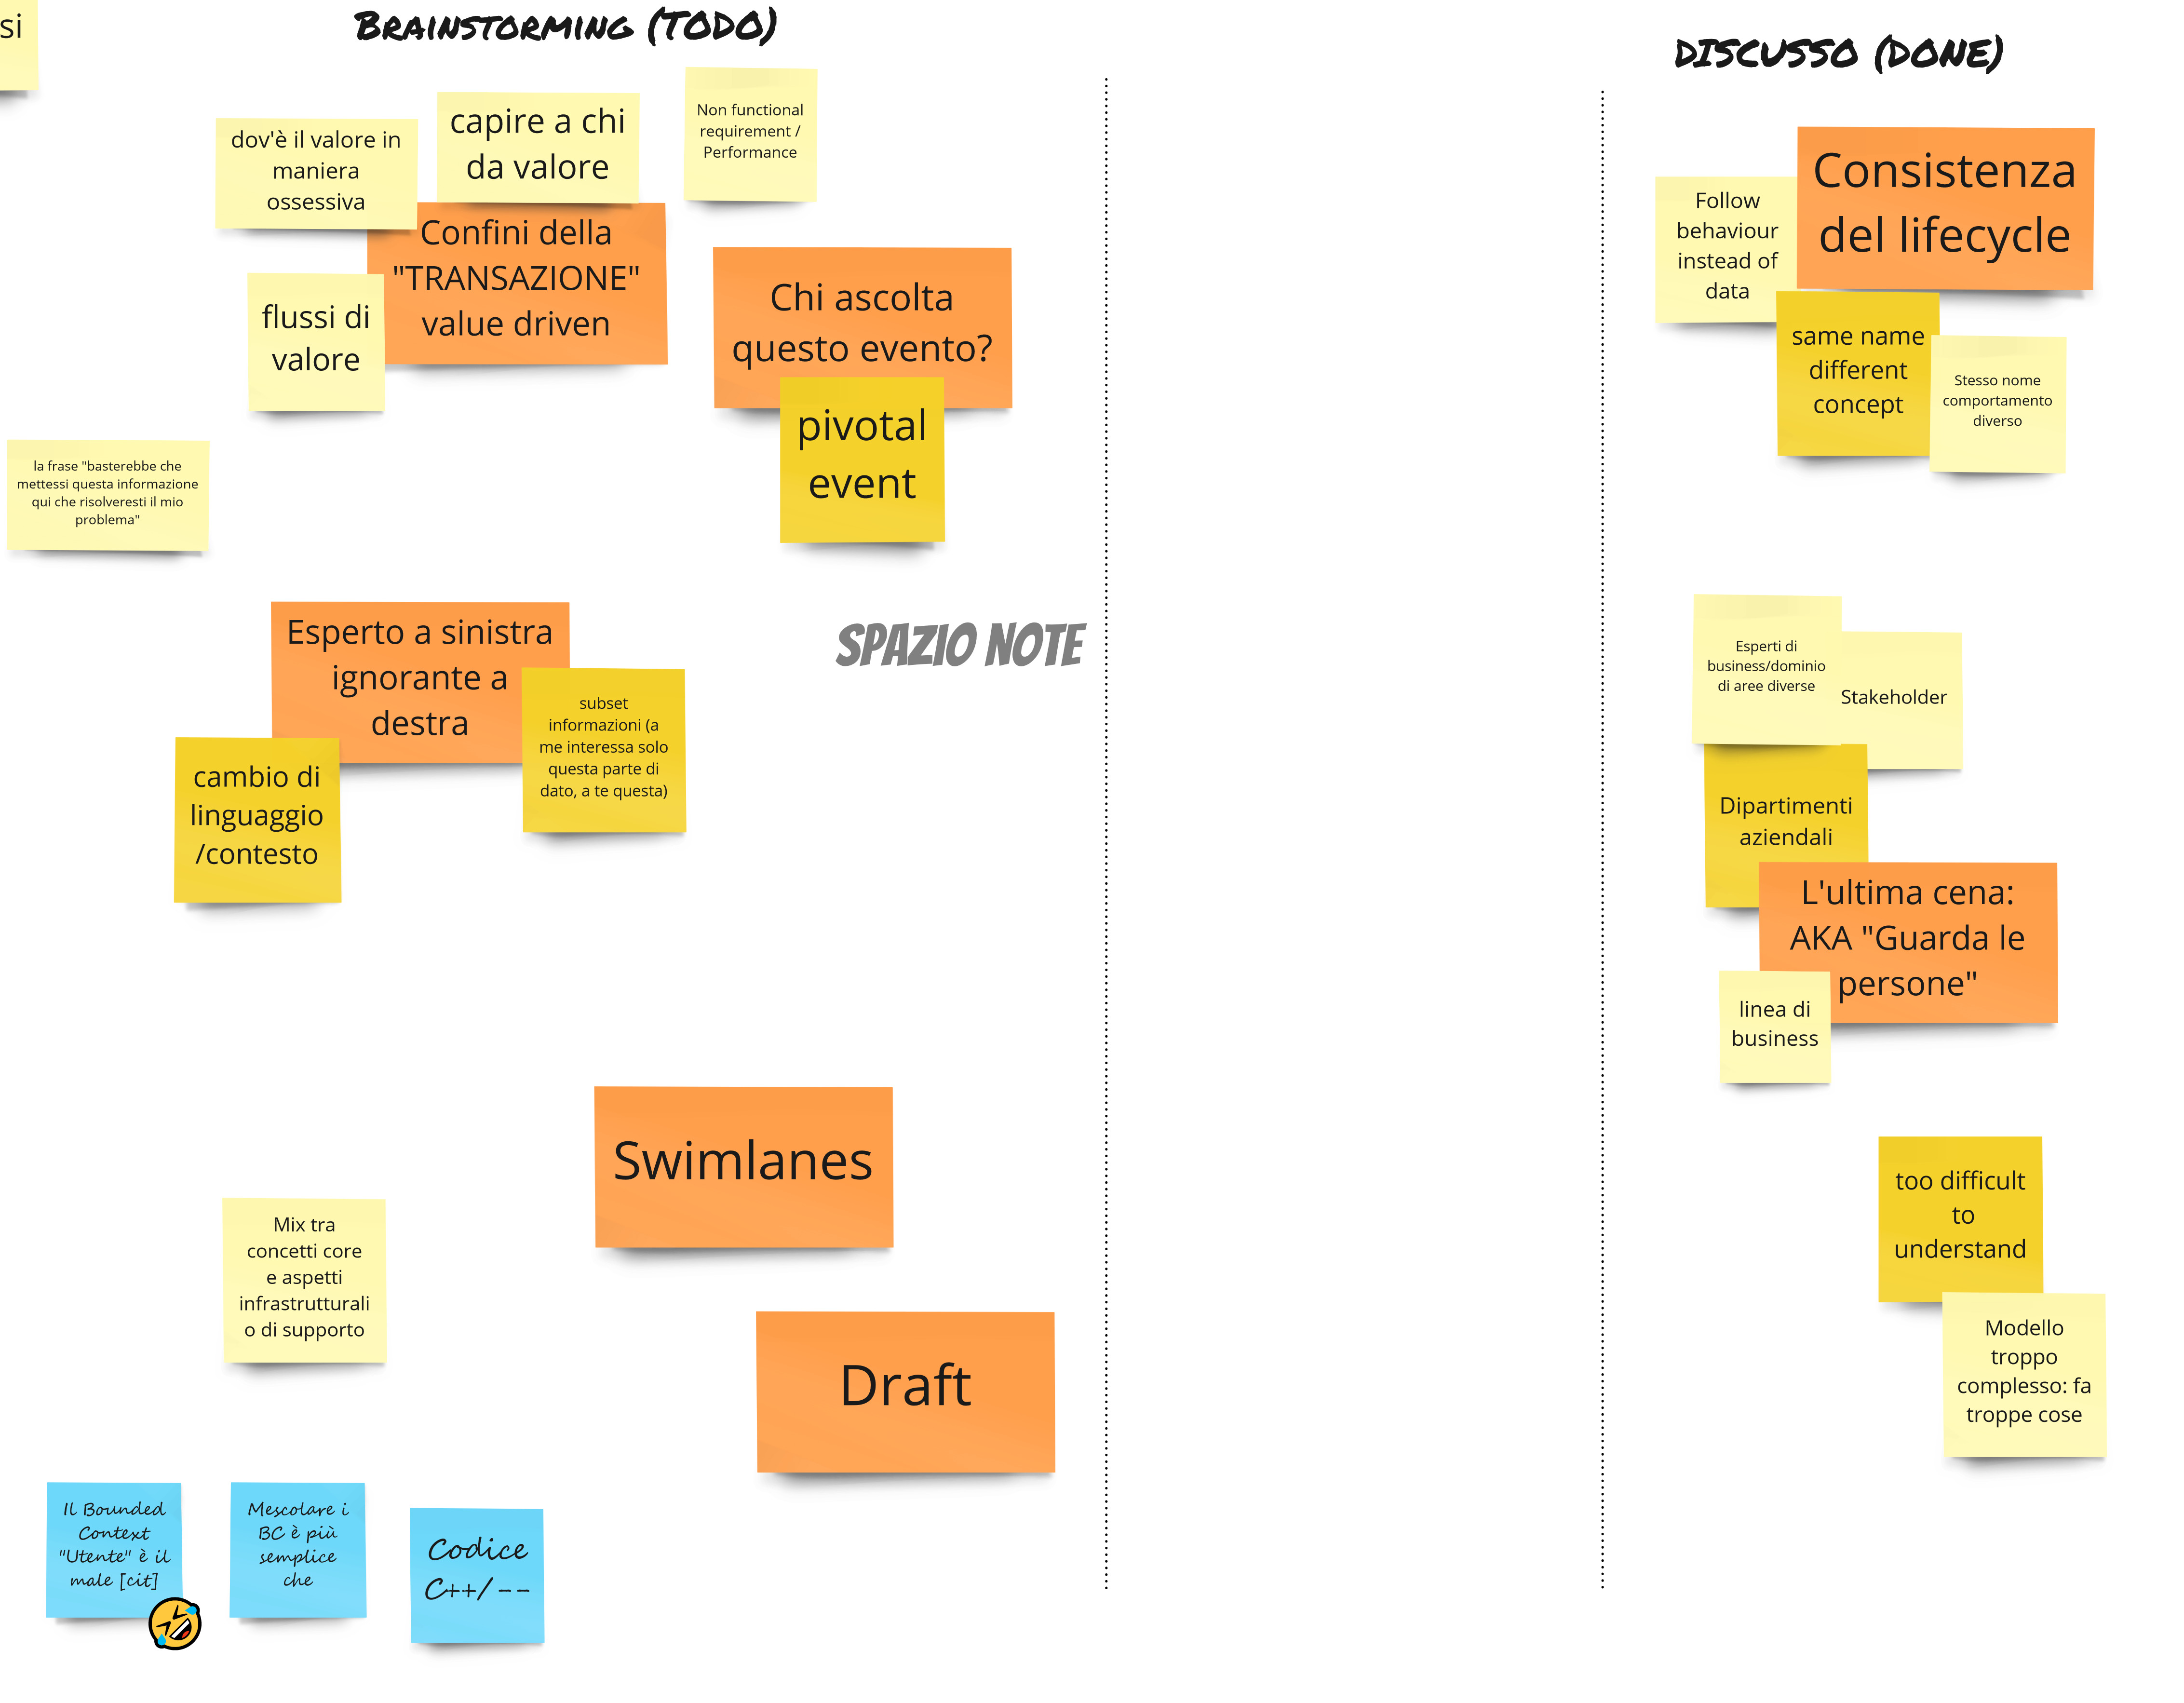 si
Brainstorming (TODO)
dov'è il valore in
maniera
ossessiva
capire a chi
da valore
Non functional
requirement /
Performance
Confini della
"TRANSAZIONE"
value driven
flussi di
valore
Chi ascolta
questo evento?
pivotal
event
la frase "basterebbe che
mettessi questa informazione
qui che risolveresti il mio
problema"
SPAZIO NOTE
Esperto a sinistra
ignorante a
destra
subset
informazioni (a
me interessa solo
questa parte di
dato, a te questa)
cambio di
linguaggio
/contesto
Swimlanes
Mix tra
concetti core
e aspetti
infrastrutturali
o di supporto
Draft
Il Bounded
Context
"Utente" è il
male [cit]
Mescolare i
BC è più
semplice
che
Codice
C++/--
DISCUSSO (DONE)
Consistenza
del lifecycle
Follow
behaviour
instead of
data
same name
different
concept
Stesso nome
comportamento
diverso
Esperti di
business/dominio
di aree diverse
Stakeholder
Dipartimenti
aziendali
L'ultima cena:
AKA "Guarda le
persone"
linea di
business
too difficult
to
understand
Modello
troppo
complesso: fa
troppe cose